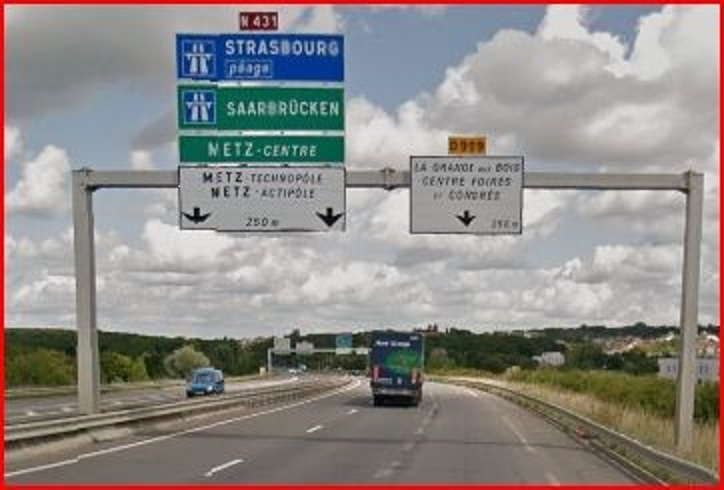 N 431
STRASBOURG
péage
SAARBRÜCKEN
METZ-CENTRE
METZ-TECHNOPÔLE
METZ-ACTIPÔLE
250 m
D999
LA GRANGE AUX BOIS
CENTRE FOIRES
ET CONGRÈS
250 m